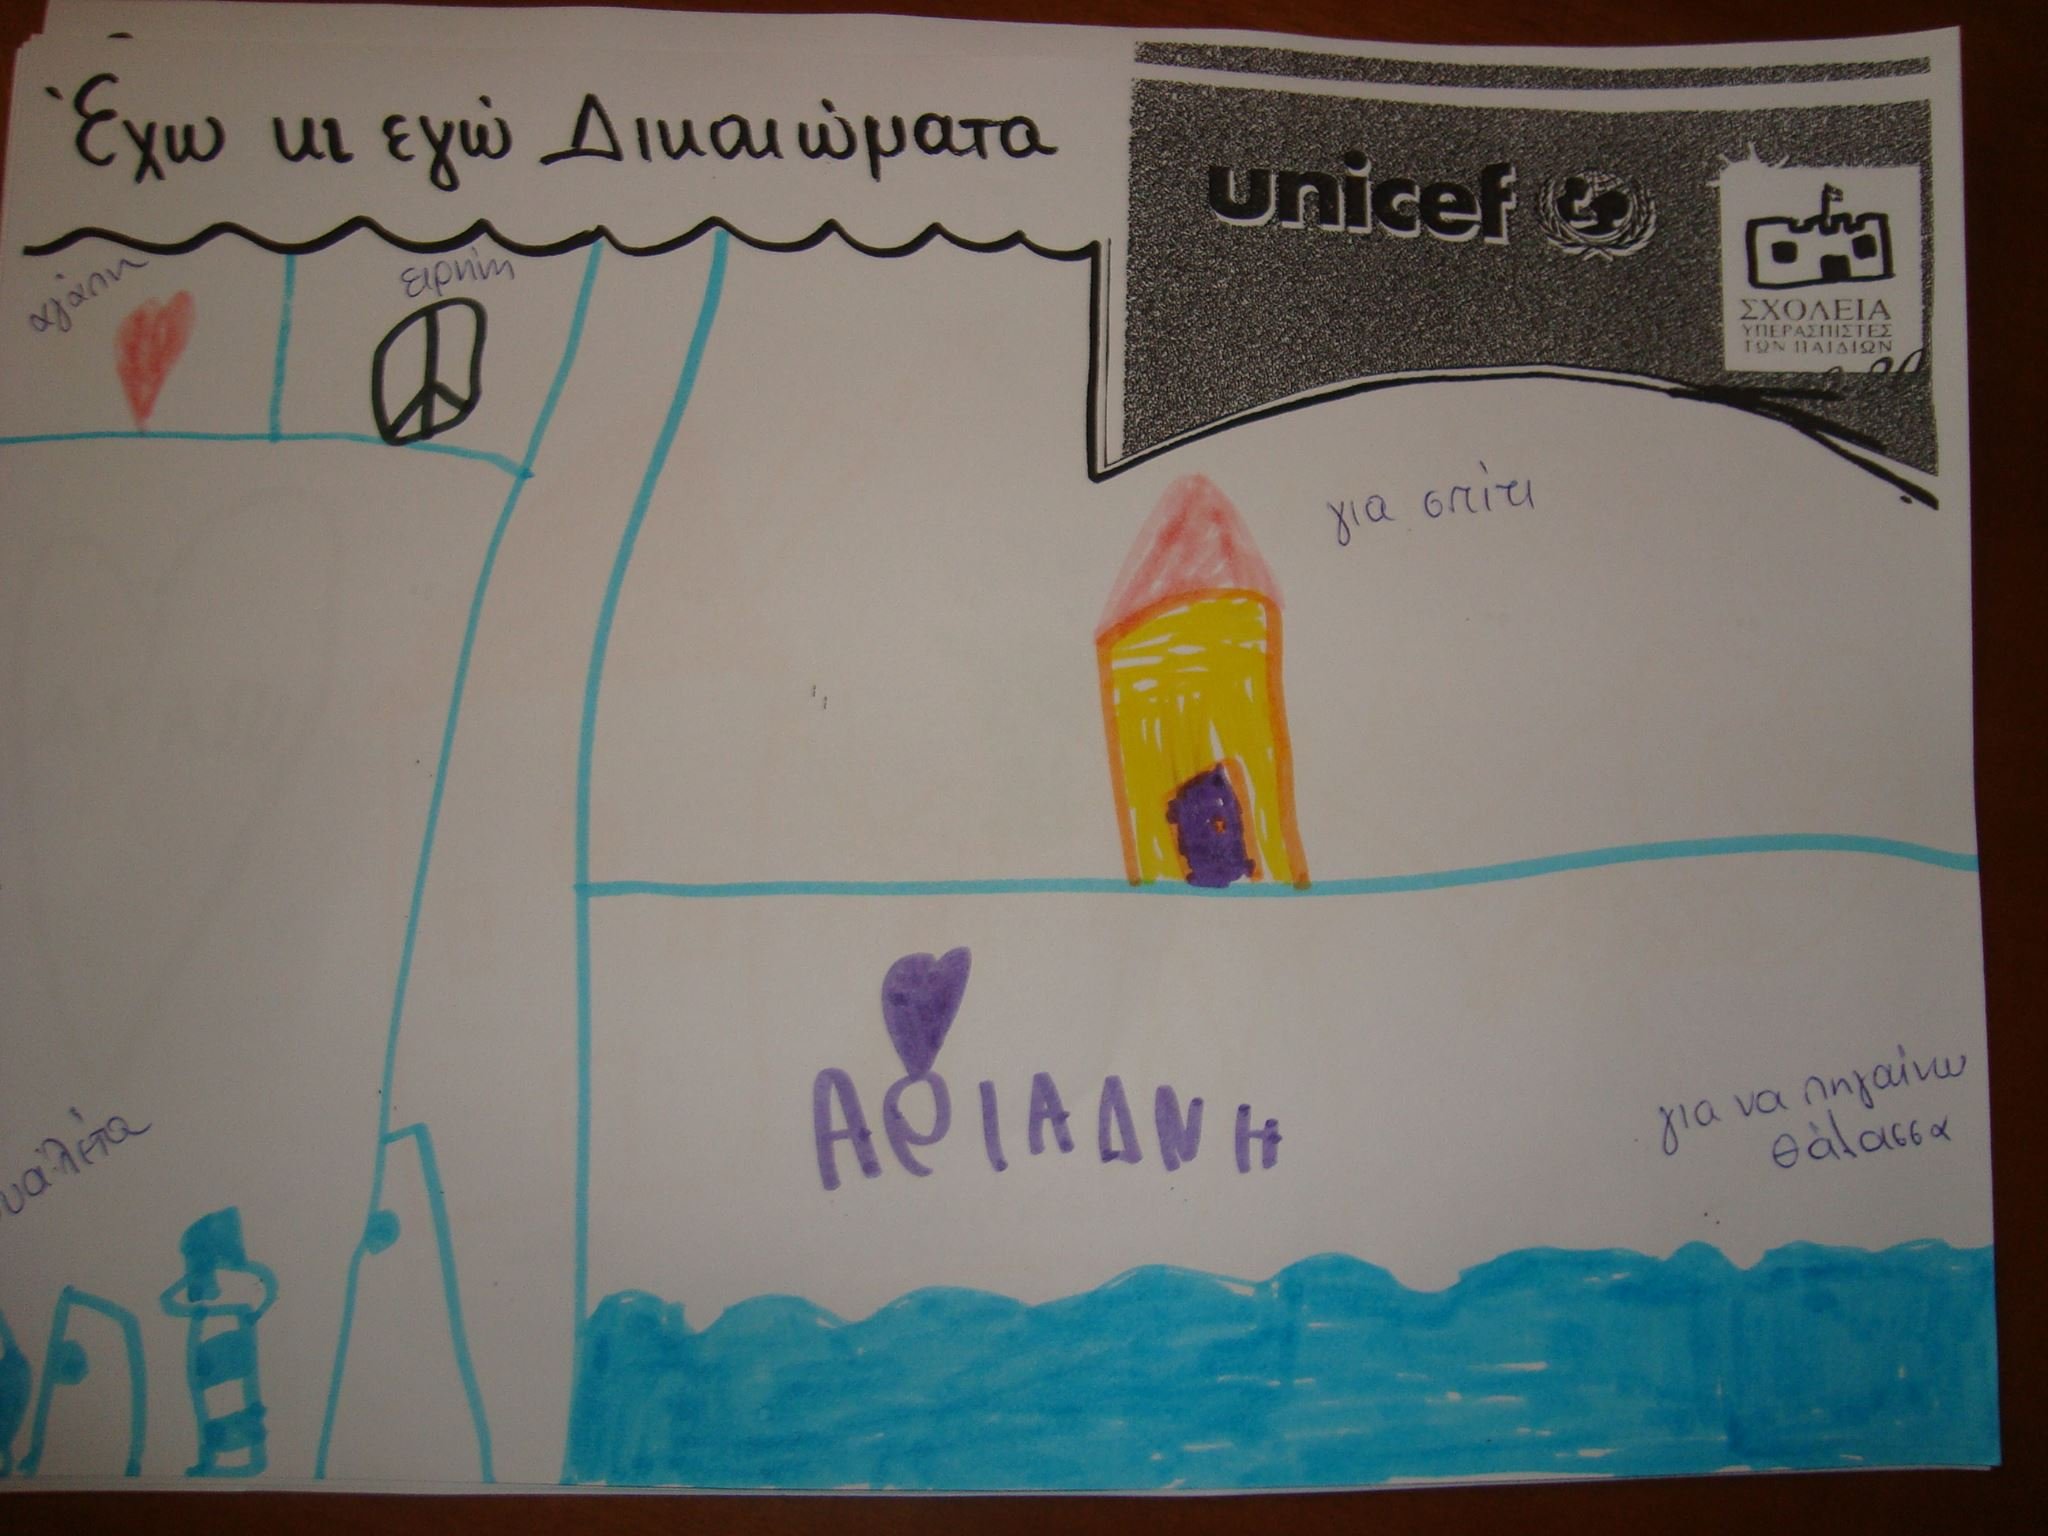 Έχω κι εγώ Δικαιώματα
unicef
ΣΧΟΛΕΙΑ
ΥΠΕΡΑΣΠΙΣΤΕΣ
ΤΩΝ ΠΑΙΔΙΩΝ
αγάπη
ειρήνη
για σπίτι
ΑΡΙΑΔΝΗ
για να πηγαίνω
θάλασσα